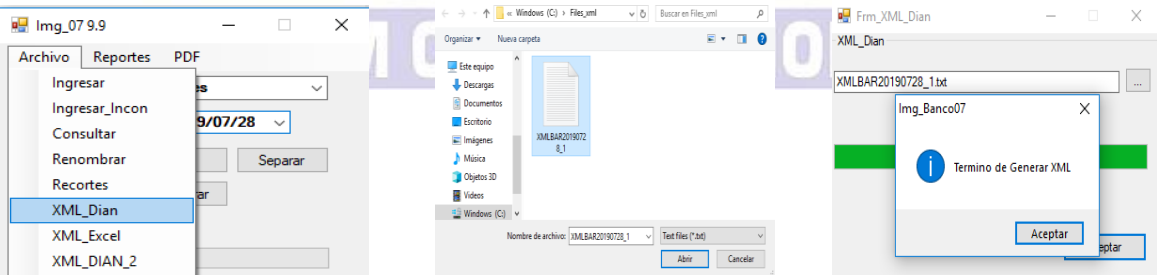 Img_07 9.9
Archivo Reportes PDF
Ingresar
Ingresar_Incon
Consultar
Renombrar
Recortes
XML_Dian
XML_Excel
XML_DIAN_2
es
9/07/28
Separar
ar
« Windows (C:) › Files_xml
Buscar en Files_xml
Organizar Nueva carpeta
Este equipo
Descargas
Documentos
Escritorio
Imágenes
Música
Objetos 3D
Videos
Windows (C:)
XMLBAR2019072
8_1
Nombre de archivo: XMLBAR20190728_1 Text files (*.txt)
Abrir Cancelar
Frm_XML_Dian
XML_Dian
XMLBAR20190728_1.txt ...
Img_Banco07
Termino de Generar XML
Aceptar
eptar